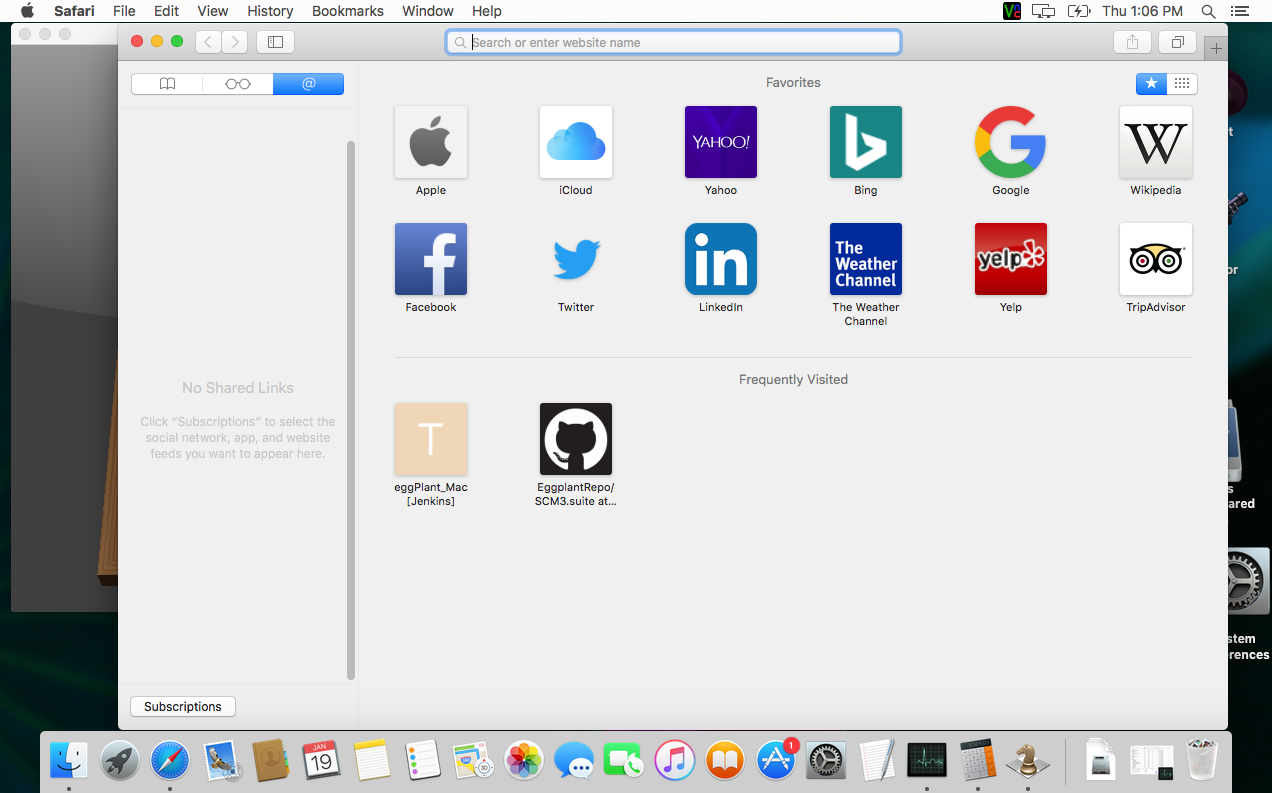 Safari File Edit View History Bookmarks Window Help Thu 1:06 PM
Search or enter website name
@
Favorites
YAHOO!
W
Apple iCloud Yahoo Bing Google Wikipedia
f in The
Weather
Channel yelp
Facebook Twitter LinkedIn The Weather
Channel Yelp TripAdvisor
Frequently Visited
T
eggPlant_Mac
[Jenkins]
EggplantRepo/
SCM3.suite at...
No Shared Links
Click “Subscriptions” to select the
social network, app, and website
feeds you want to appear here.
Subscriptions
JAN
19
1